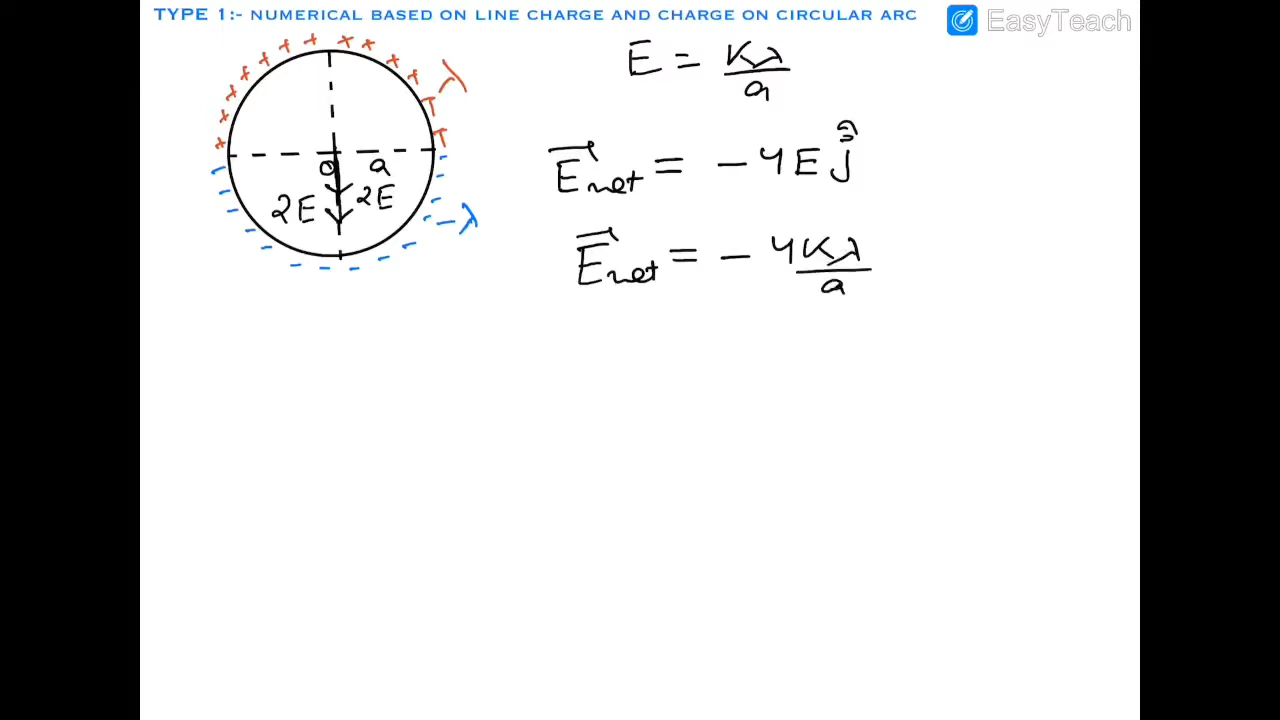 TYPE 1:- NUMERICAL BASED ON LINE CHARGE AND CHARGE ON CIRCULAR ARC
EasyTeach
+ + + + + + + + + + + + + +
λ
E = Kλ/a
E⃗net = - 4E ĵ
O a
2E 2E
- - - - - - - - - - - - - - -
-λ
E⃗net = - 4Kλ/a